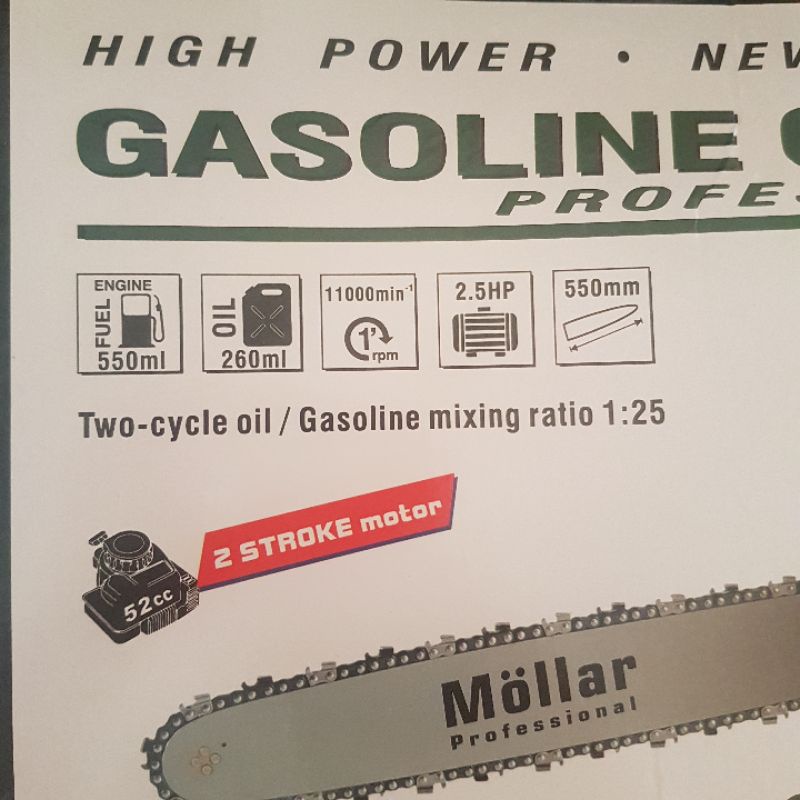 HIGH POWER · NEW
GASOLINE
PROFES
ENGINE
FUEL
550ml
OIL
260ml
11000min-1
1'
rpm
2.5HP
550mm
Two-cycle oil / Gasoline mixing ratio 1:25
2 STROKE motor
52cc
Möllar
Professional